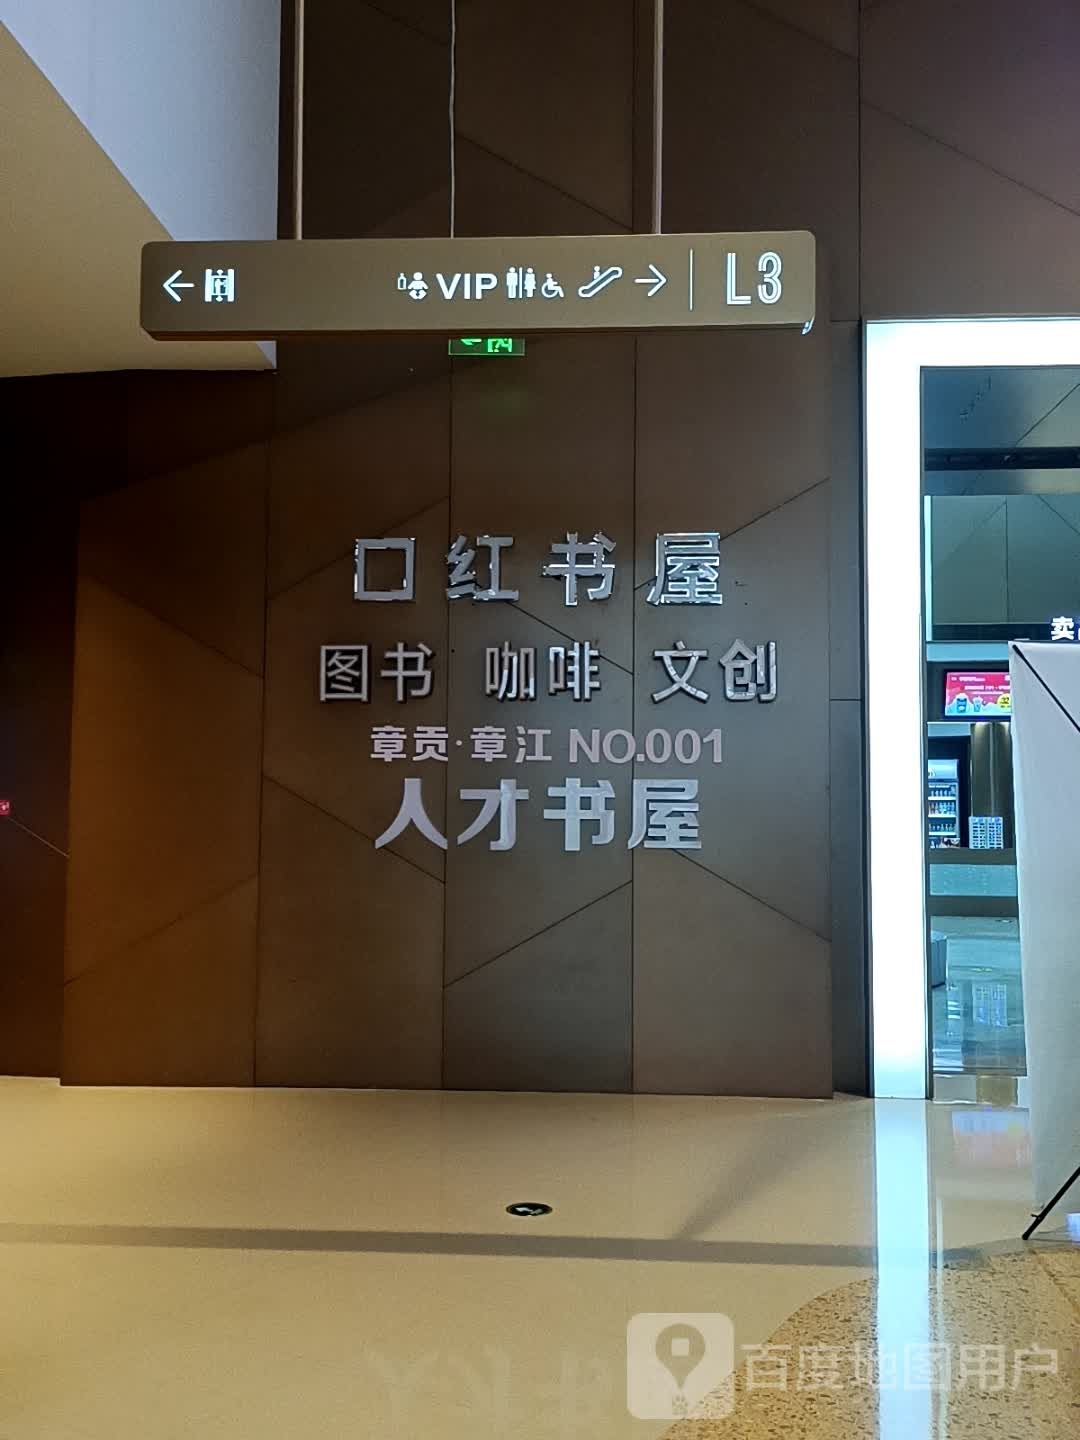 VIP L3
口红书屋
图书 咖啡 文创
章贡·章江 NO.001
人才书屋
卖
百度地图用户